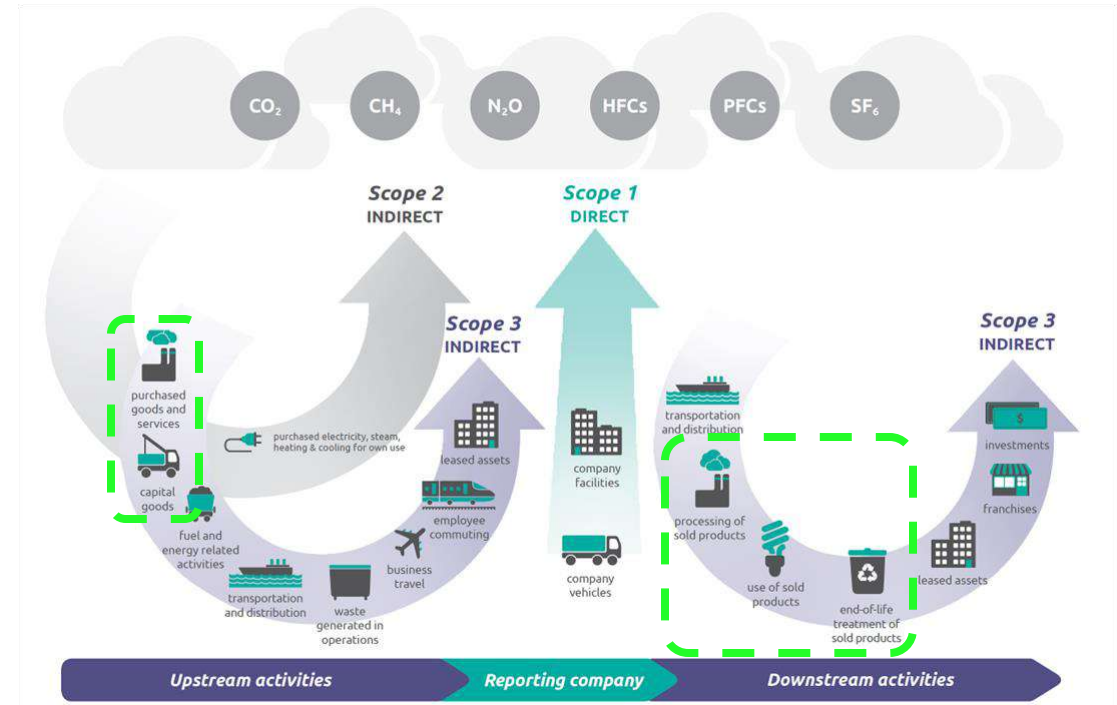 CO₂
CH₄
N₂O
HFCs
PFCs
SF₆
Scope 2
INDIRECT
Scope 1
DIRECT
Scope 3
INDIRECT
Scope 3
INDIRECT
purchased
goods and
services
capital
goods
fuel and
energy related
activities
transportation
and distribution
waste
generated in
operations
business
travel
employee
commuting
leased assets
purchased electricity, steam,
heating & cooling for own use
company
facilities
company
vehicles
transportation
and distribution
processing of
sold products
use of sold
products
end-of-life
treatment of
sold products
leased assets
franchises
investments
$
Upstream activities
Reporting company
Downstream activities